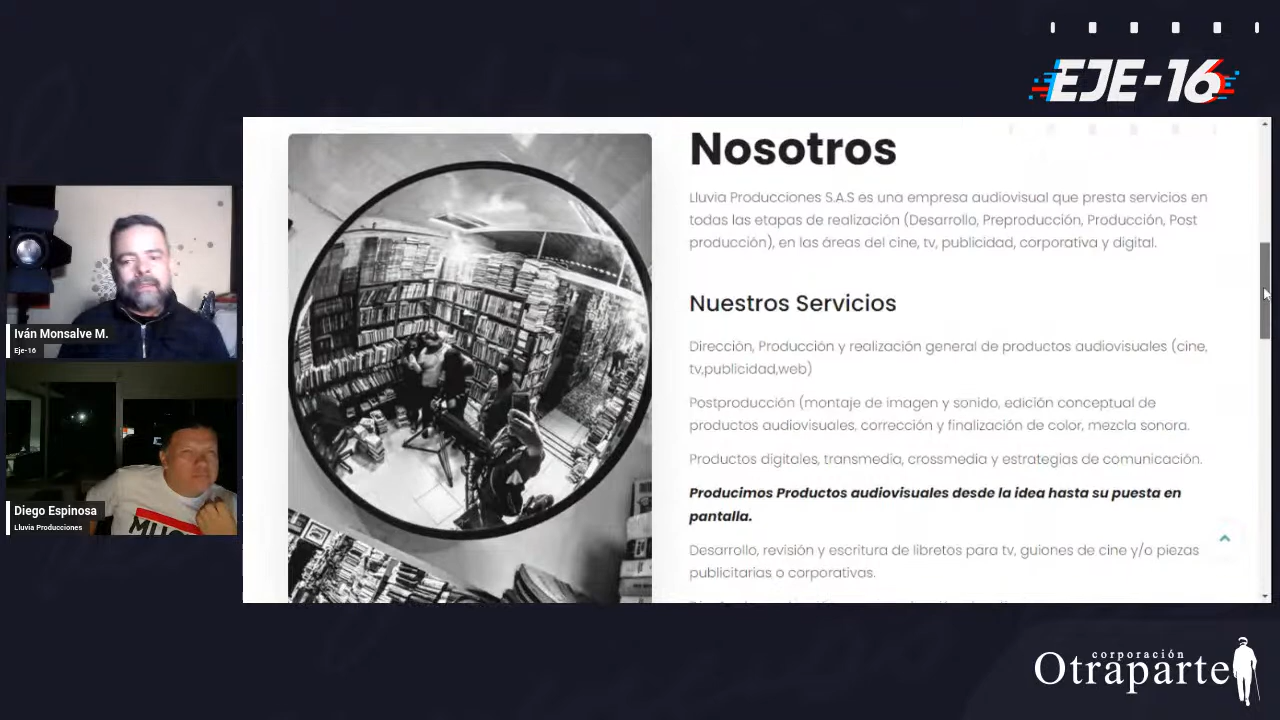 EJE-16
Nosotros
Lluvia Producciones S.A.S es una empresa audiovisual que presta servicios en
todas las etapas de realización (Desarrollo, Preproducción, Producción, Post
producción), en las áreas del cine, tv, publicidad, corporativa y digital.
Nuestros Servicios
Dirección, Producción y realización general de productos audiovisuales (cine,
tv,publicidad,web)
Postproducción (montaje de imagen y sonido, edición conceptual de
productos audiovisuales, corrección y finalización de color, mezcla sonora.
Productos digitales, transmedia, crossmedia y estrategias de comunicación.
Producimos Productos audiovisuales desde la idea hasta su puesta en
pantalla.
Desarrollo, revisión y escritura de libretos para tv, guiones de cine y/o piezas
publicitarias o corporativas.
Iván Monsalve M.
Eje-16
Diego Espinosa
Lluvia Producciones
corporación
Otraparte